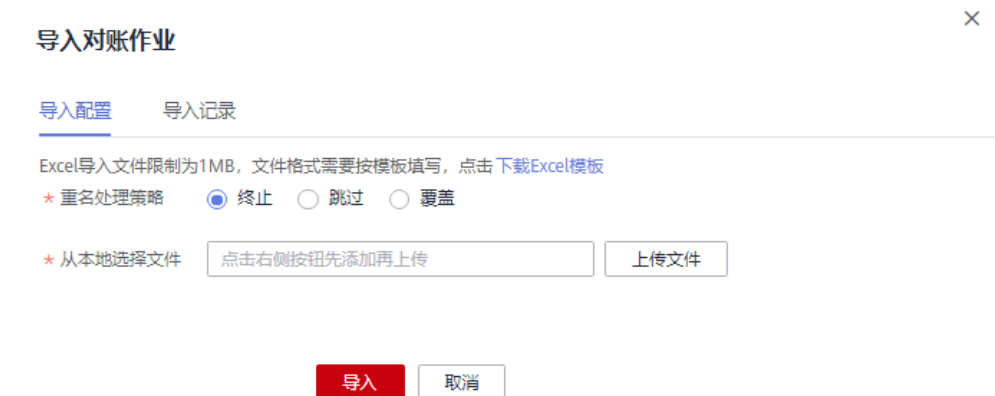 导入对账作业
导入配置 导入记录
Excel导入文件限制为1MB，文件格式需要按模板填写，点击 下载Excel模板
* 重名处理策略 终止 跳过 覆盖
* 从本地选择文件 点击右侧按钮先添加再上传 上传文件
导入 取消